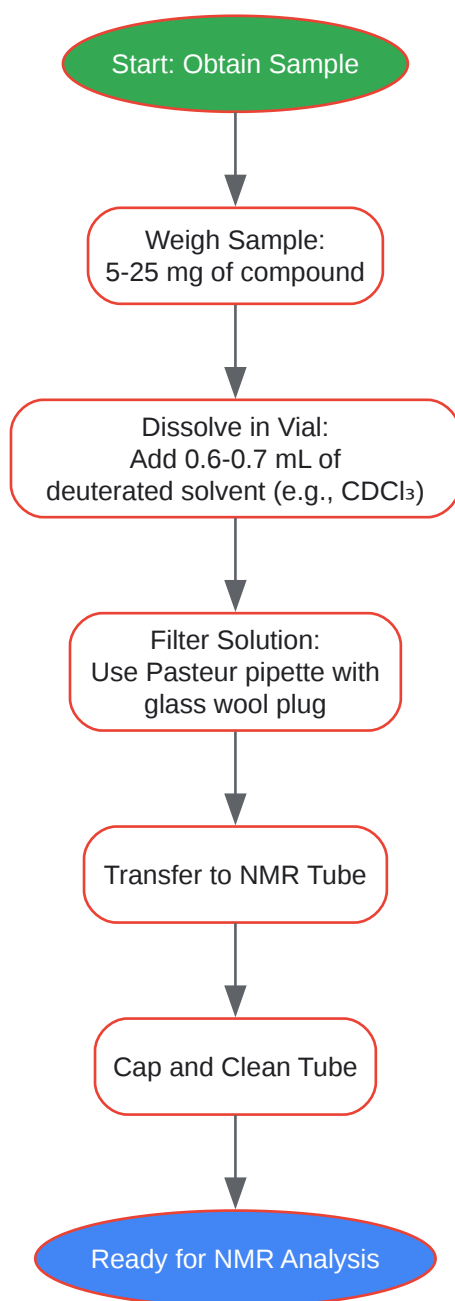 Start: Obtain Sample
Weigh Sample:
5-25 mg of compound
Dissolve in Vial:
Add 0.6-0.7 mL of
deuterated solvent (e.g., CDCl₃)
Filter Solution:
Use Pasteur pipette with
glass wool plug
Transfer to NMR Tube
Cap and Clean Tube
Ready for NMR Analysis